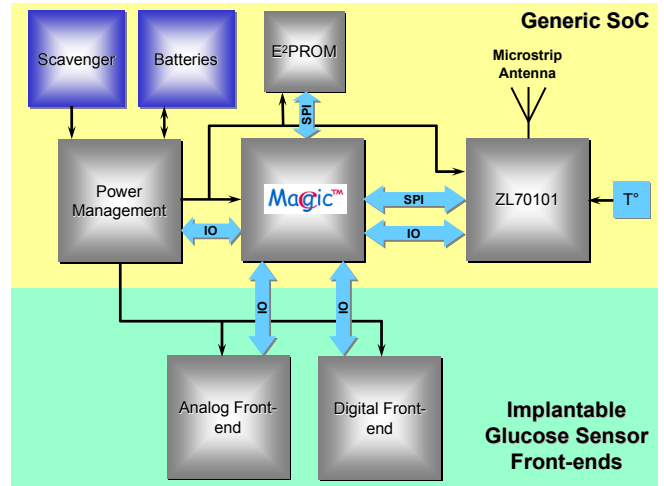 Generic SoC
Scavenger
Batteries
E²PROM
Microstrip
Antenna
SPI
Power
Management
Maggic™
SPI
ZL70101
T°
IO
IO
IO
IO
Analog Front-
end
Digital Front-
end
Implantable
Glucose Sensor
Front-ends